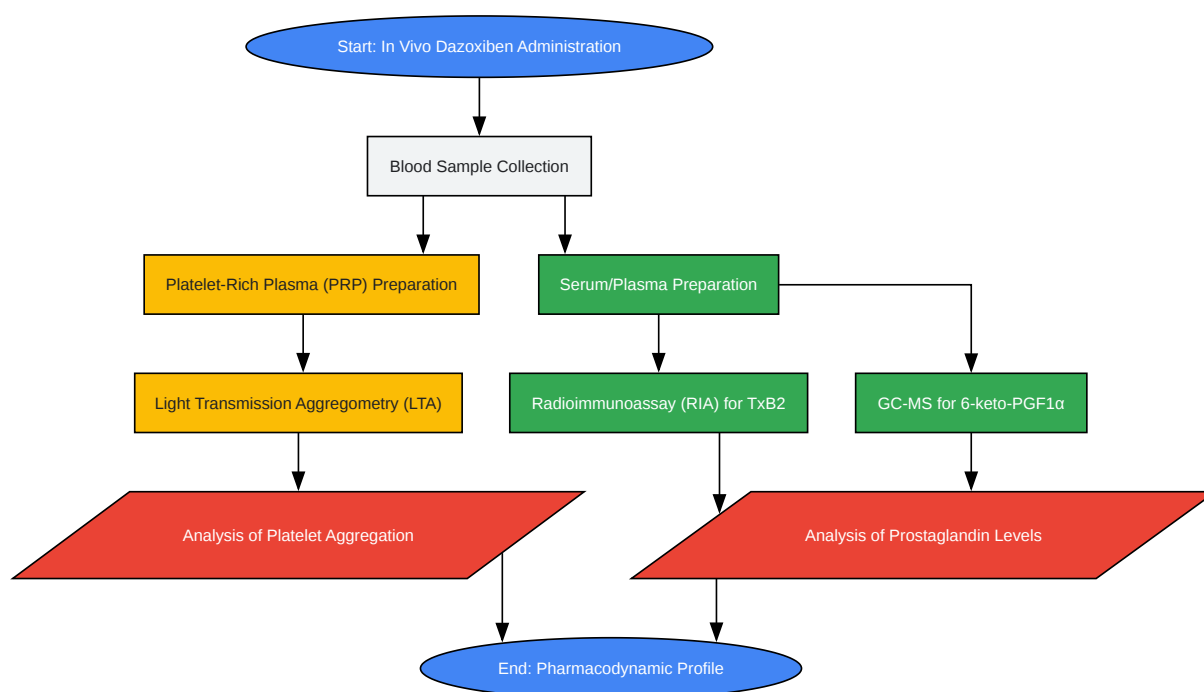 Start: In Vivo Dazoxiben Administration
Blood Sample Collection
Platelet-Rich Plasma (PRP) Preparation
Serum/Plasma Preparation
Light Transmission Aggregometry (LTA)
Radioimmunoassay (RIA) for TxB2
GC-MS for 6-keto-PGF1α
Analysis of Platelet Aggregation
Analysis of Prostaglandin Levels
End: Pharmacodynamic Profile